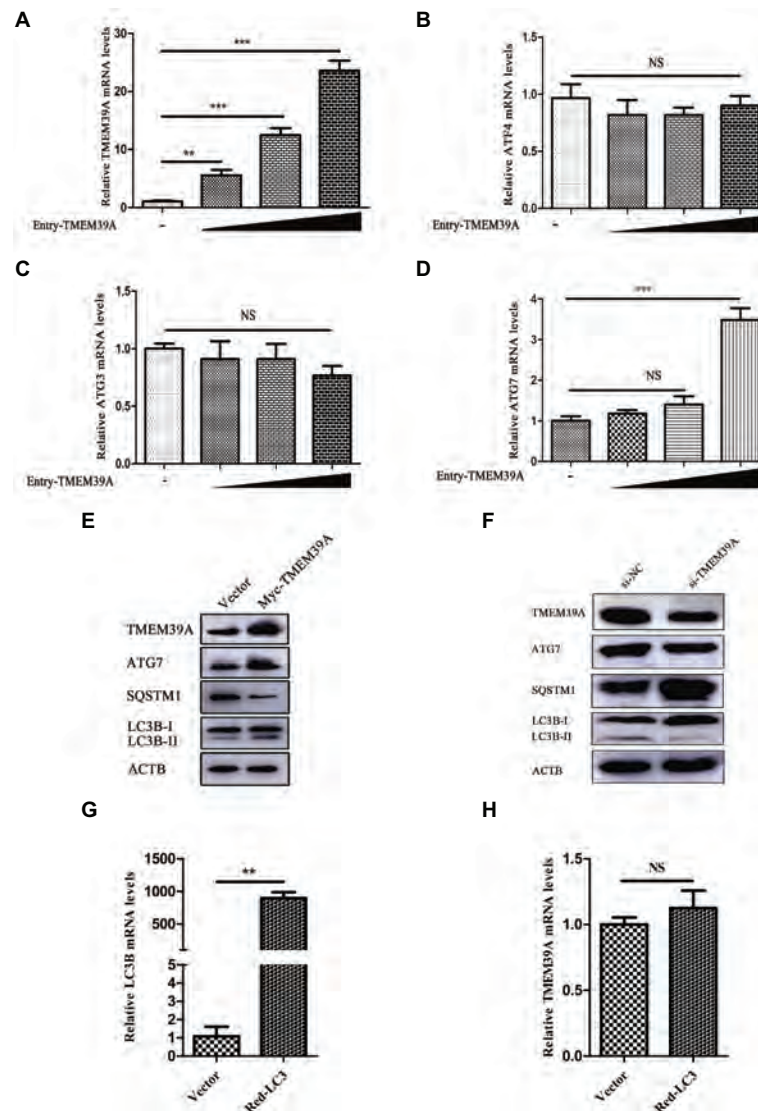 A
Relative TMEM39A mRNA levels
30
20
10
0
***
***
**
Entry-TMEM39A
-
B
Relative ATF4 mRNA levels
1.5
1.0
0.5
0.0
NS
Entry-TMEM39A
-
C
Relative ATG3 mRNA levels
1.5
1.0
0.5
0.0
NS
Entry-TMEM39A
-
D
Relative ATG7 mRNA levels
4
2
1
0
***
NS
Entry-TMEM39A
-
E
Vector
Myc-TMEM39A
TMEM39A
ATG7
SQSTM1
LC3B-I
LC3B-II
ACTB
F
si-NC
si-TMEM39A
TMEM39A
ATG7
SQSTM1
LC3B-I
LC3B-II
ACTB
G
Relative LC3B mRNA levels
1500
1000
500
5
4
3
2
1
0
**
Vector
Red-LC3
H
Relative TMEM39A mRNA levels
1.5
1.0
0.5
0.0
NS
Vector
Red-LC3